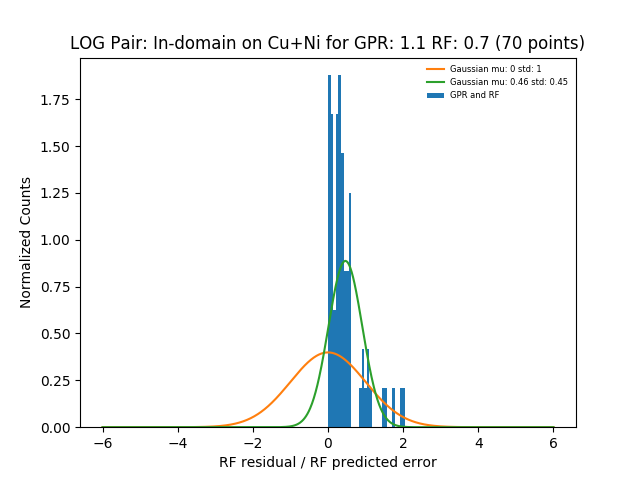 LOG Pair: In-domain on Cu+Ni for GPR: 1.1 RF: 0.7 (70 points)
Gaussian mu: 0 std: 1
Gaussian mu: 0.46 std: 0.45
GPR and RF
Normalized Counts
1.75
1.50
1.25
1.00
0.75
0.50
0.25
0.00
−6 −4 −2 0 2 4 6
RF residual / RF predicted error